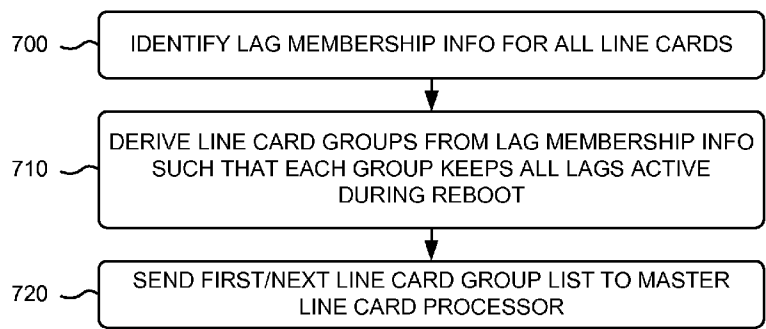 700
IDENTIFY LAG MEMBERSHIP INFO FOR ALL LINE CARDS
710
DERIVE LINE CARD GROUPS FROM LAG MEMBERSHIP INFO
SUCH THAT EACH GROUP KEEPS ALL LAGS ACTIVE
DURING REBOOT
720
SEND FIRST/NEXT LINE CARD GROUP LIST TO MASTER
LINE CARD PROCESSOR